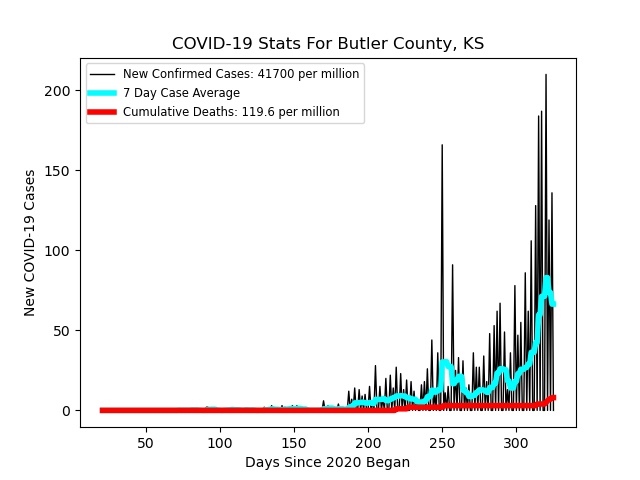 COVID-19 Stats For Butler County, KS
New Confirmed Cases: 41700 per million
7 Day Case Average
Cumulative Deaths: 119.6 per million
New COVID-19 Cases
200
150
100
50
0
50 100 150 200 250 300
Days Since 2020 Began